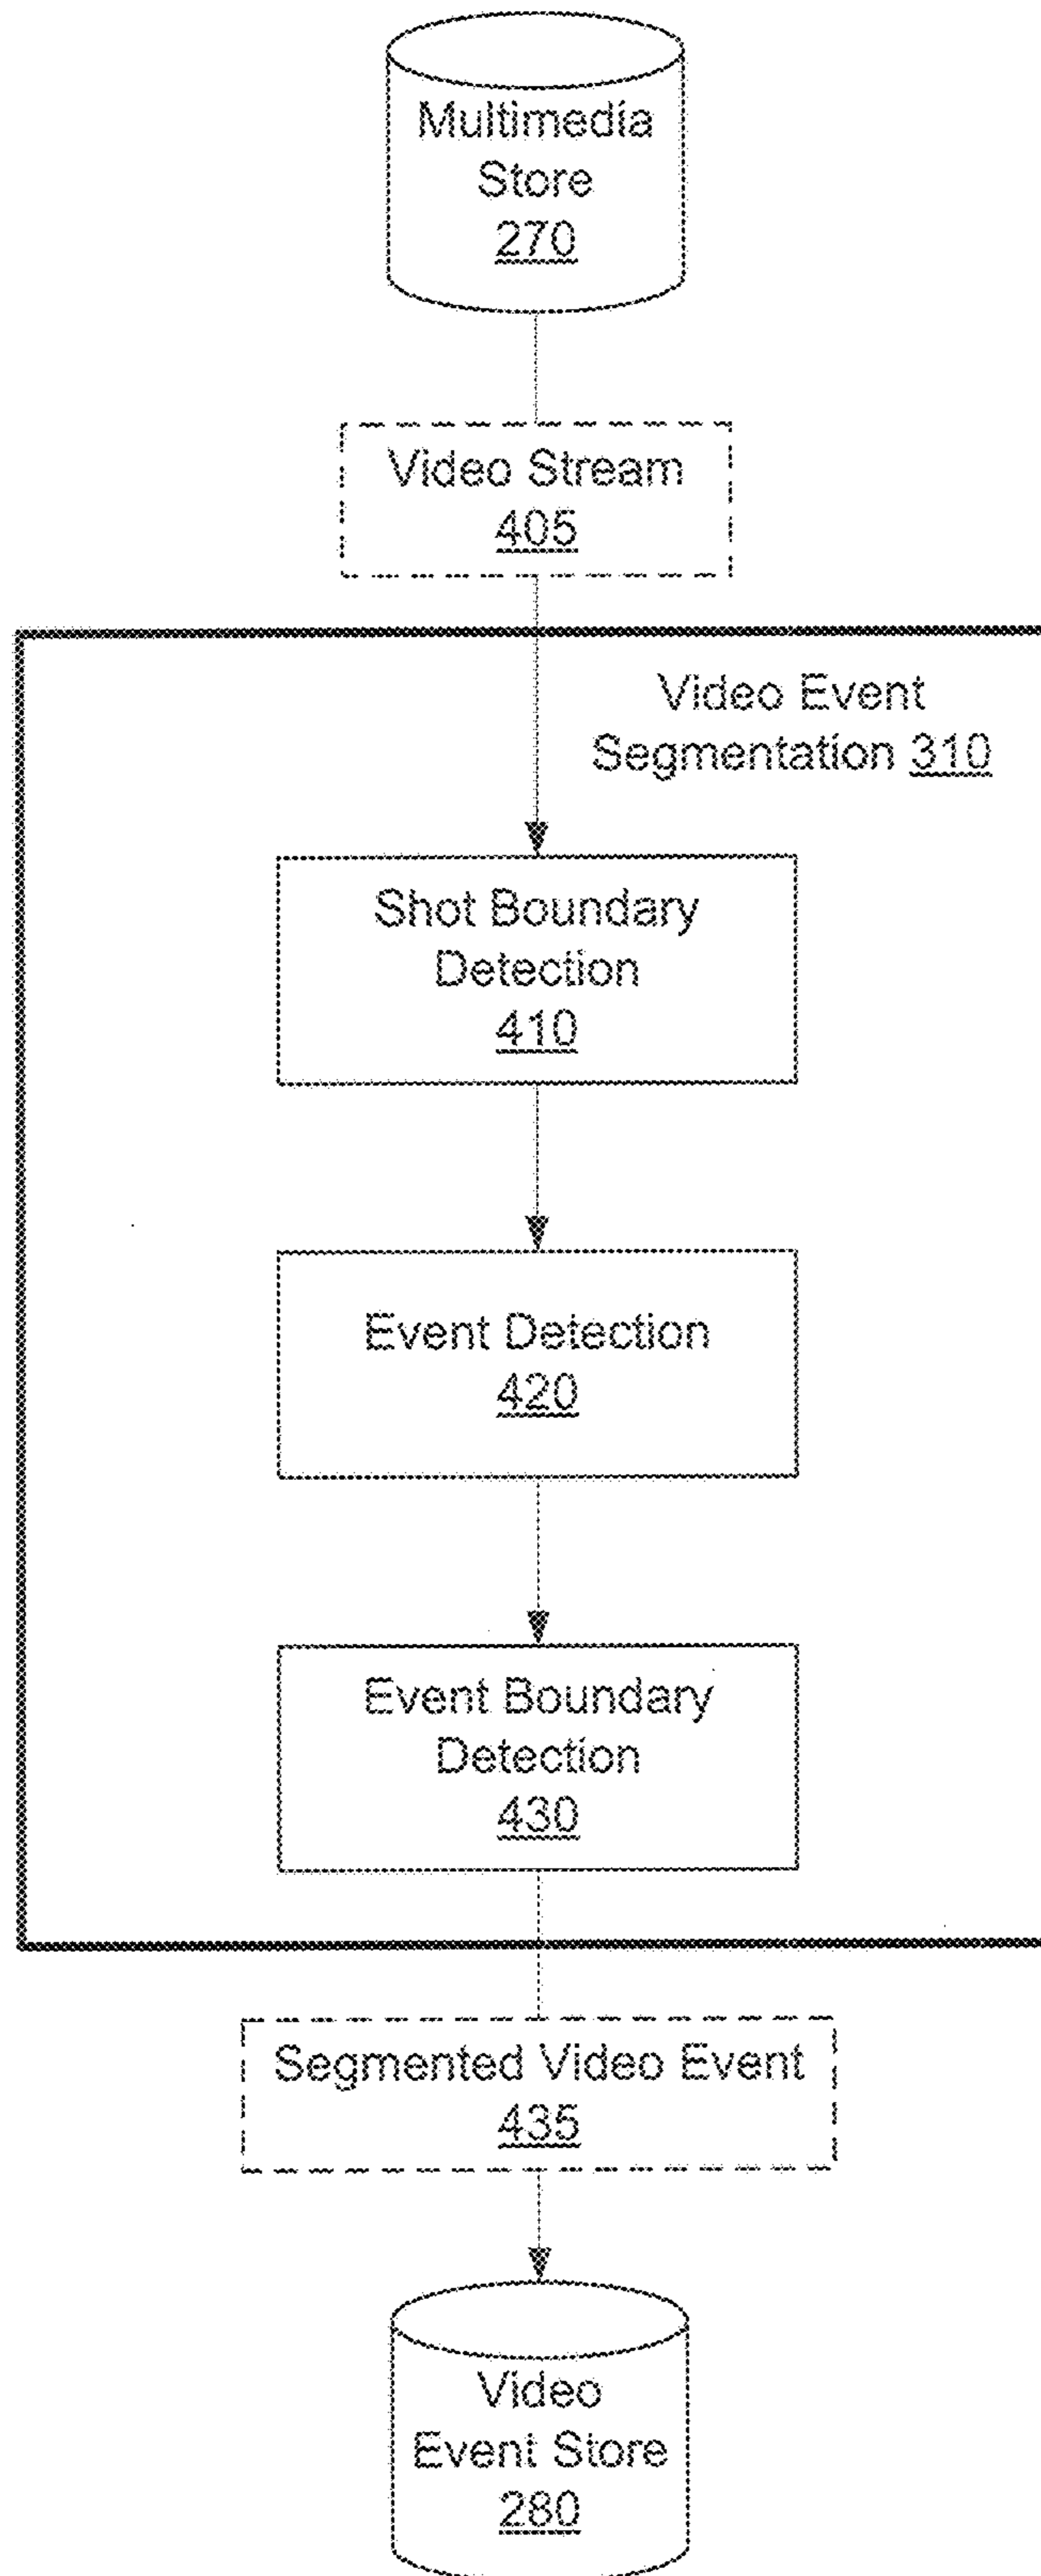 Multimedia
Store
270
Video Stream
405
Video Event
Segmentation 310
Shot Boundary
Detection
410
Event Detection
420
Event Boundary
Detection
430
Segmented Video Event
435
Video
Event Store
280